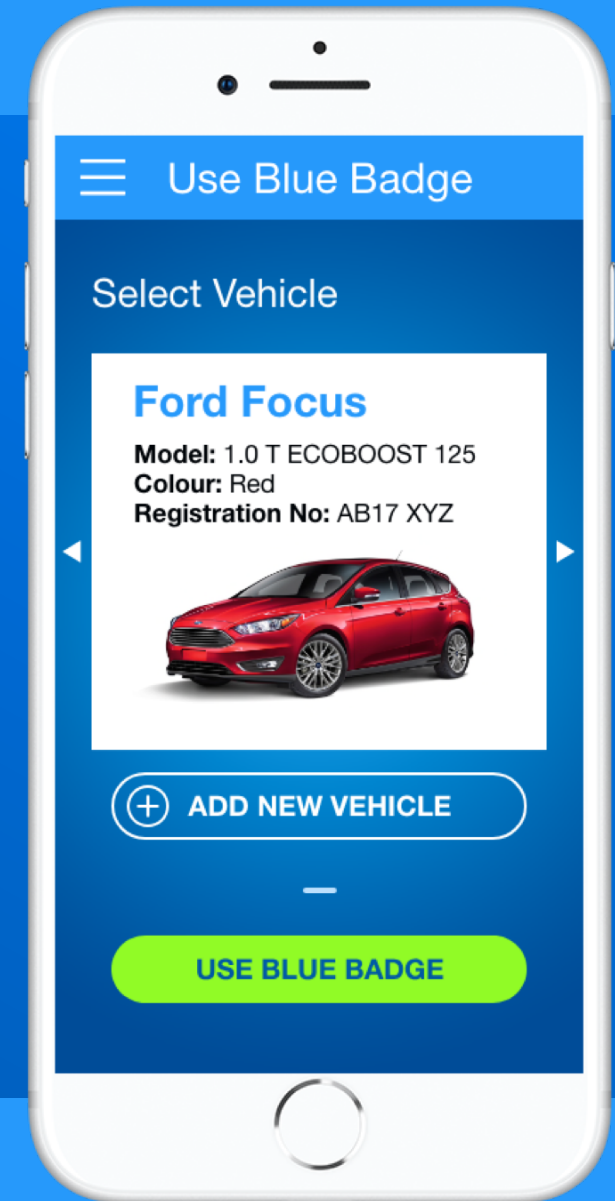 Use Blue Badge
Select Vehicle
Ford Focus
Model: 1.0 T ECOBOOST 125
Colour: Red
Registration No: AB17 XYZ
ADD NEW VEHICLE
USE BLUE BADGE